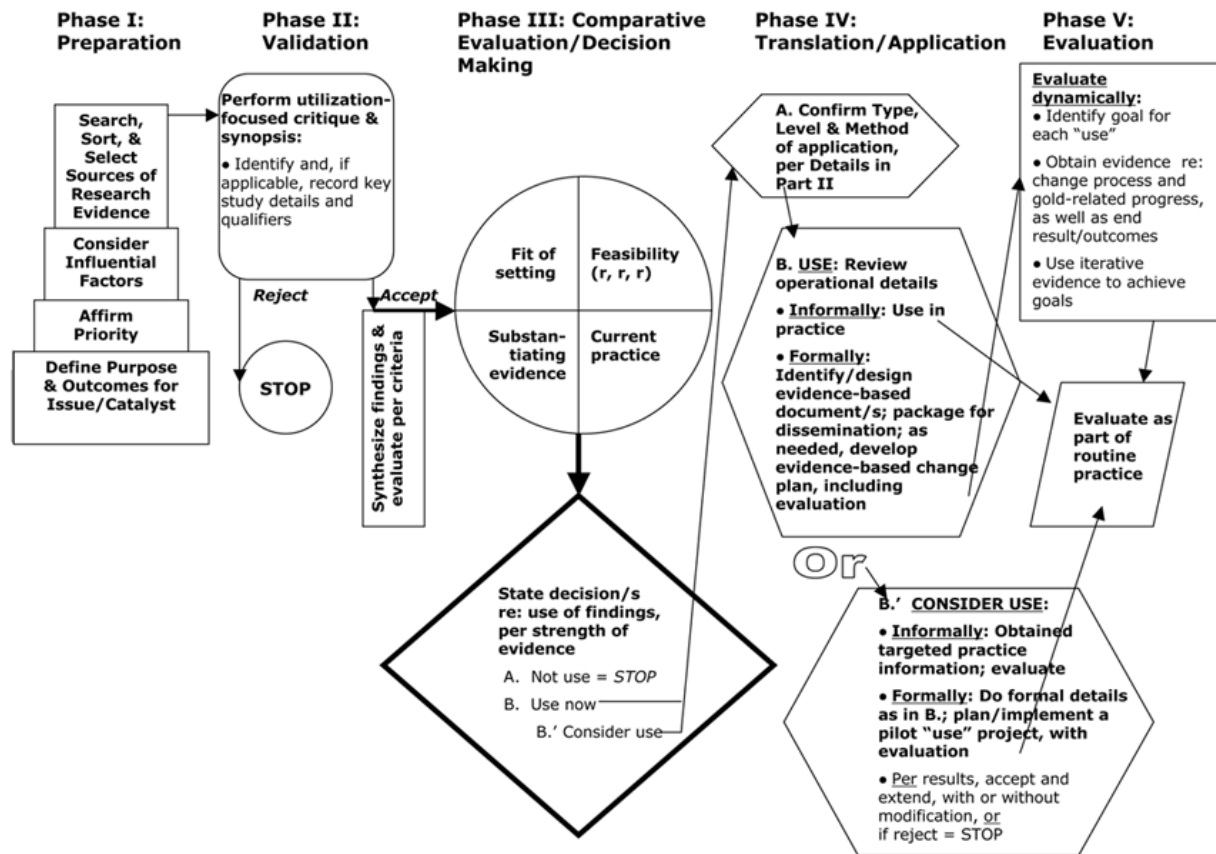 Phase I:
Preparation
Phase II:
Validation
Phase III: Comparative
Evaluation/Decision
Making
Phase IV:
Translation/Application
Phase V:
Evaluation
Search,
Sort, &
Select
Sources of
Research
Evidence
Consider
Influential
Factors
Affirm
Priority
Define Purpose
& Outcomes for
Issue/Catalyst
Perform utilization-
focused critique &
synopsis:
● Identify and, if
applicable, record key
study details and
qualifiers
Reject
Accept
STOP
Synthesize findings &
evaluate per criteria
Fit of
setting
Feasibility
(r, r, r)
Substan-
tiating
evidence
Current
practice
State decision/s
re: use of findings,
per strength of
evidence
A. Not use = STOP
B. Use now
B.' Consider use
A. Confirm Type,
Level & Method
of application,
per Details in
Part II
B. USE: Review
operational details
● Informally: Use in
practice
● Formally:
Identify/design
evidence-based
document/s; package for
dissemination; as
needed, develop
evidence-based change
plan, including
evaluation
Or
B.' CONSIDER USE:
● Informally: Obtained
targeted practice
information; evaluate
● Formally: Do formal details
as in B.; plan/implement a
pilot “use” project, with
evaluation
● Per results, accept and
extend, with or without
modification, or
if reject = STOP
Evaluate
dynamically:
● Identify goal for
each “use”
● Obtain evidence re:
change process and
gold-related progress,
as well as end
result/outcomes
● Use iterative
evidence to achieve
goals
Evaluate as
part of
routine
practice